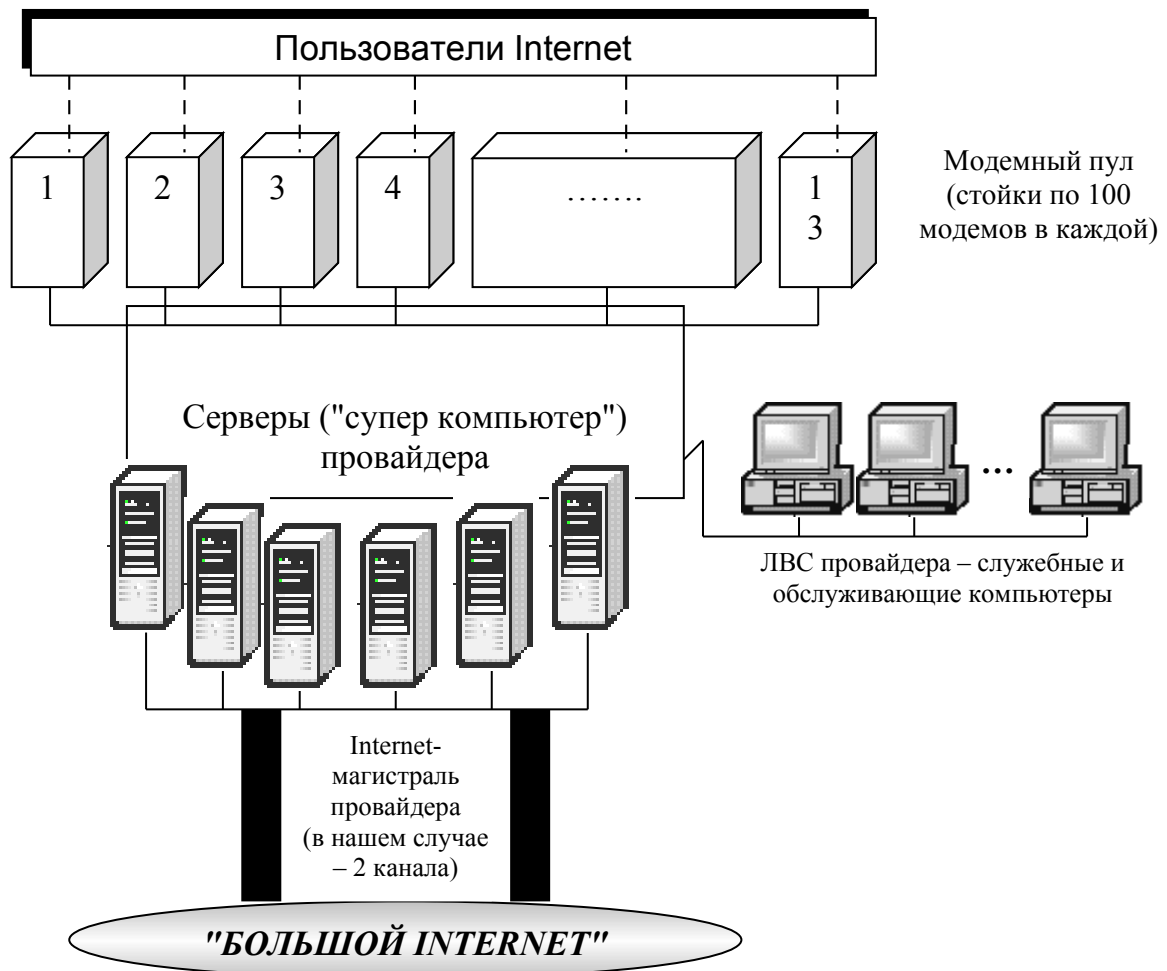 Пользователи Internet
1 2 3 4 ....... 1
3
Модемный пул
(стойки по 100
модемов в каждой)
Серверы ("супер компьютер")
провайдера
...
ЛВС провайдера – служебные и
обслуживающие компьютеры
Internet-
магистраль
провайдера
(в нашем случае
– 2 канала)
"БОЛЬШОЙ INTERNET"